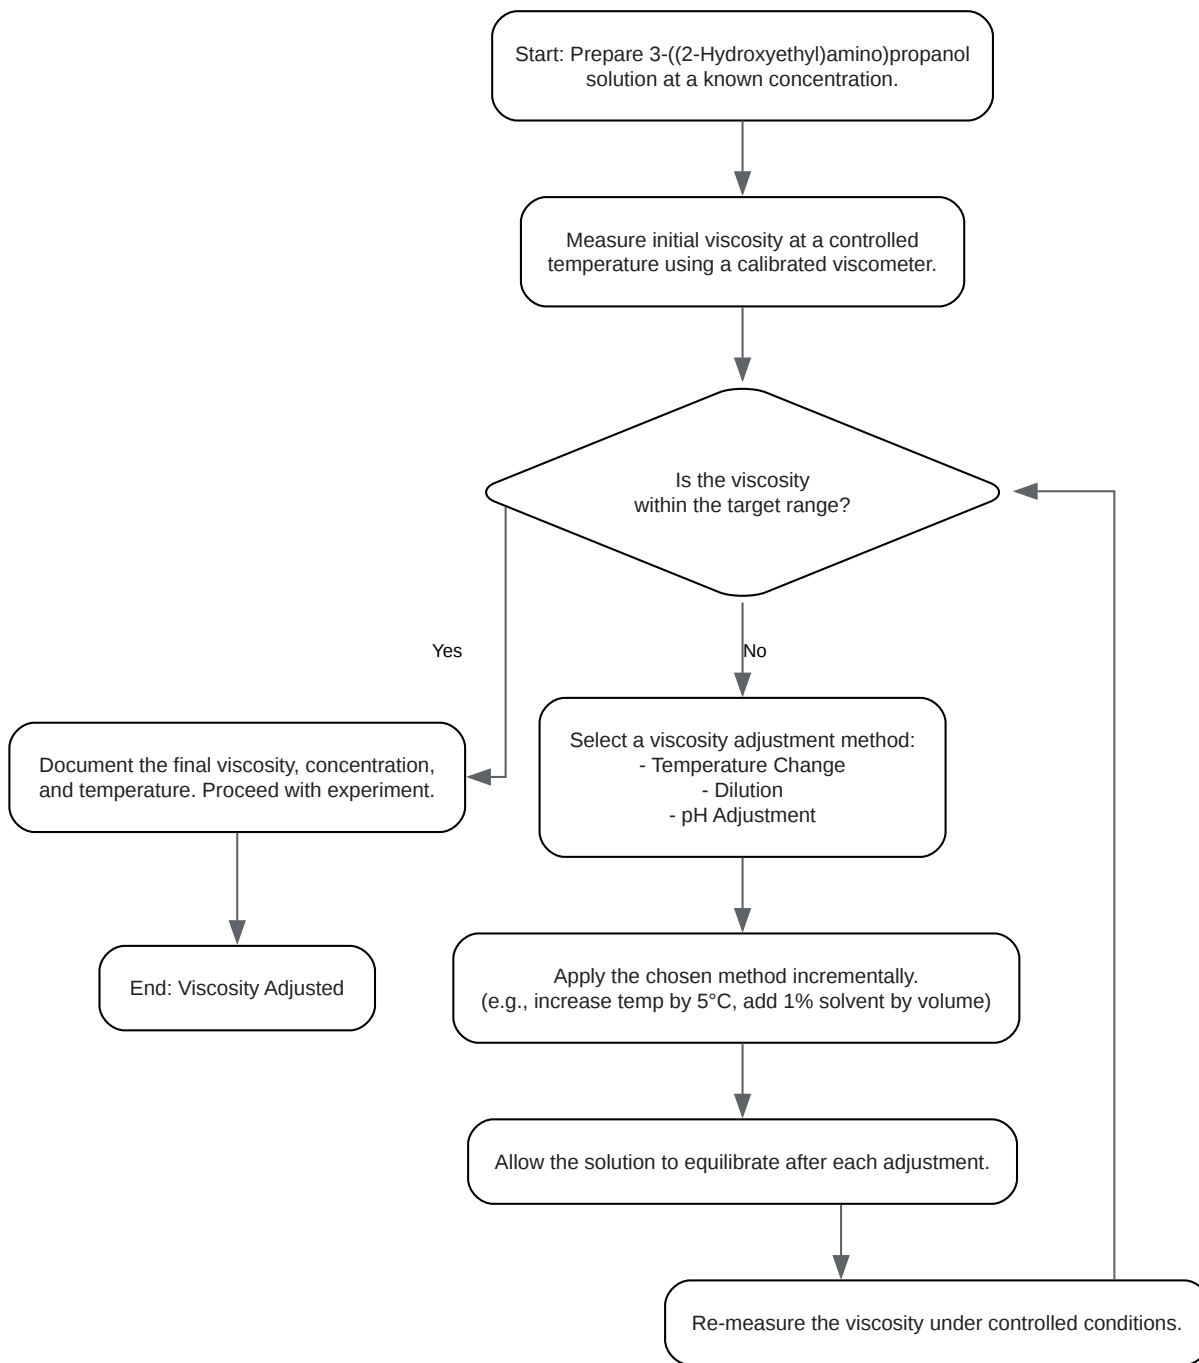 Start: Prepare 3-((2-Hydroxyethyl)amino)propanol
solution at a known concentration.
Measure initial viscosity at a controlled
temperature using a calibrated viscometer.
Is the viscosity
within the target range?
Yes
No
Document the final viscosity, concentration,
and temperature. Proceed with experiment.
Select a viscosity adjustment method:
- Temperature Change
- Dilution
- pH Adjustment
End: Viscosity Adjusted
Apply the chosen method incrementally.
(e.g., increase temp by 5°C, add 1% solvent by volume)
Allow the solution to equilibrate after each adjustment.
Re-measure the viscosity under controlled conditions.